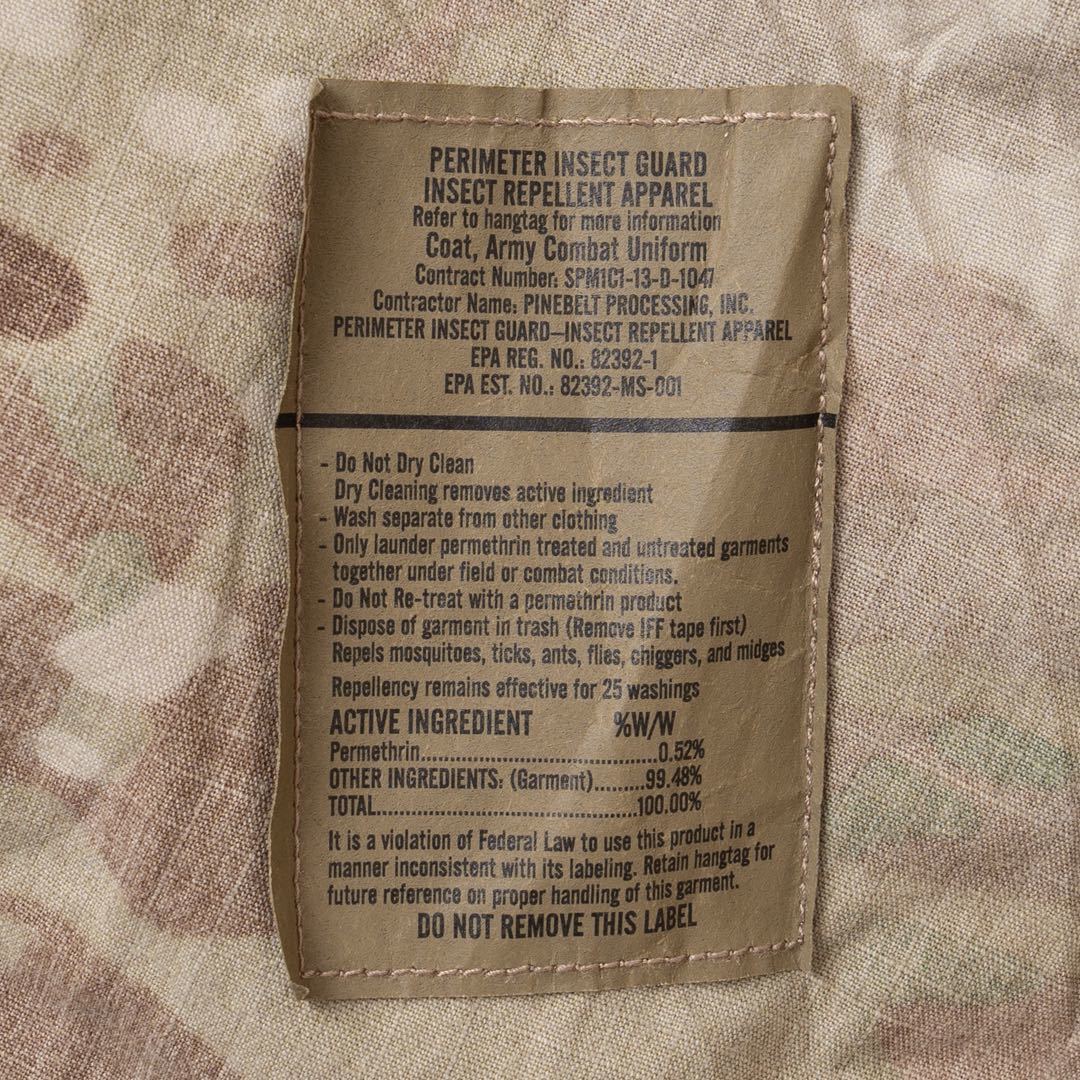 PERIMETER INSECT GUARD
INSECT REPELLENT APPAREL
Refer to hangtag for more information
Coat, Army Combat Uniform
Contract Number: SPM1C1-13-D-1047
Contractor Name: PINEBELT PROCESSING, INC.
PERIMETER INSECT GUARD—INSECT REPELLENT APPAREL
EPA REG. NO.: 82392-1
EPA EST. NO.: 82392-MS-001
- Do Not Dry Clean
Dry Cleaning removes active ingredient
- Wash separate from other clothing
- Only launder permethrin treated and untreated garments
together under field or combat conditions.
- Do Not Re-treat with a permethrin product
- Dispose of garment in trash (Remove IFF tape first)
Repels mosquitoes, ticks, ants, flies, chiggers, and midges
Repellency remains effective for 25 washings
ACTIVE INGREDIENT %W/W
Permethrin..................................0.52%
OTHER INGREDIENTS: (Garment).........99.48%
TOTAL......................................100.00%
It is a violation of Federal Law to use this product in a
manner inconsistent with its labeling. Retain hangtag for
future reference on proper handling of this garment.
DO NOT REMOVE THIS LABEL